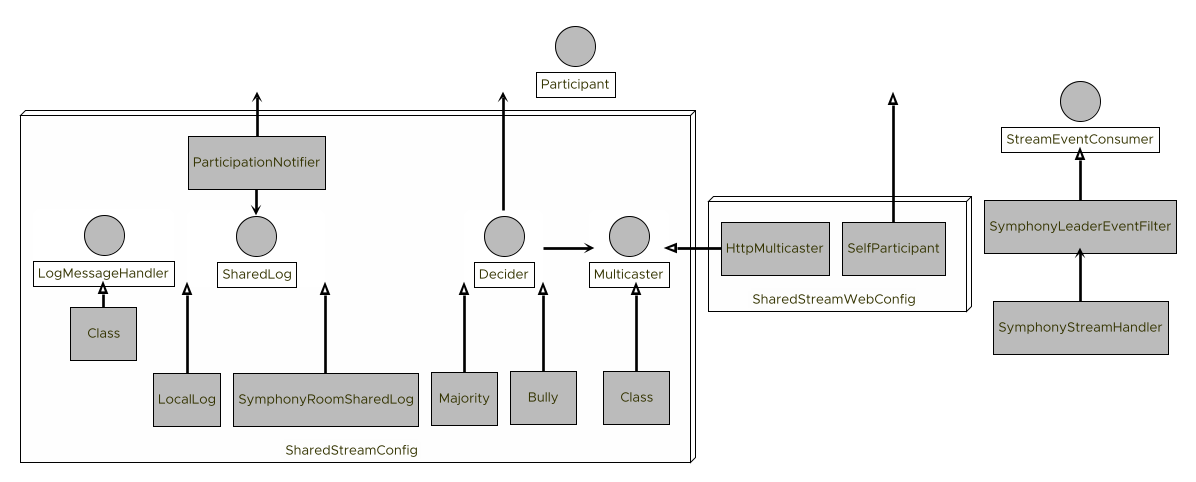 Participant
StreamEventConsumer
ParticipationNotifier
SymphonyLeaderEventFilter
HttpMulticaster
SelfParticipant
LogMessageHandler
SharedLog
Decider
Multicaster
SharedStreamWebConfig
SymphonyStreamHandler
Class
LocalLog
SymphonyRoomSharedLog
Majority
Bully
Class
SharedStreamConfig